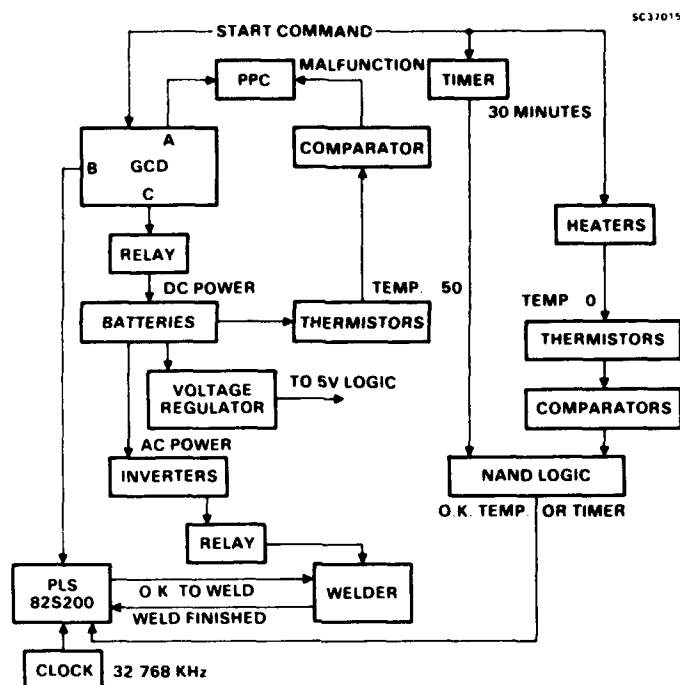 SC37015
START COMMAND
MALFUNCTION
PPC
TIMER
30 MINUTES
A
B
GCD
C
COMPARATOR
HEATERS
RELAY
DC POWER
TEMP. 50
TEMP 0
BATTERIES
THERMISTORS
THERMISTORS
VOLTAGE
REGULATOR
TO 5V LOGIC
COMPARATORS
AC POWER
INVERTERS
NAND LOGIC
O.K. TEMP. OR TIMER
RELAY
PLS
82S200
O K TO WELD
WELDER
WELD FINISHED
CLOCK
32 768 KHz